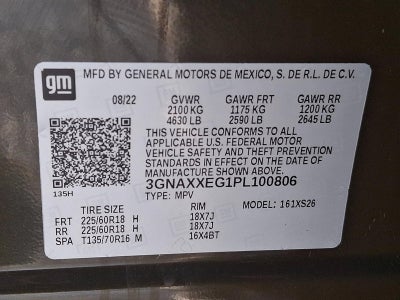 gm
MFD BY GENERAL MOTORS DE MEXICO, S. DE R.L. DE C.V.
08/22 GVWR GAWR FRT GAWR RR
2100 KG 1175 KG 1200 KG
4630 LB 2590 LB 2645 LB
THIS VEHICLE CONFORMS TO ALL
APPLICABLE U.S. FEDERAL MOTOR
VEHICLE SAFETY AND THEFT PREVENTION
STANDARDS IN EFFECT ON THE DATE OF
MANUFACTURE SHOWN ABOVE.
135H 3GNAXXEG1PL100806
TYPE: MPV MODEL: 161XS26
TIRE SIZE RIM
FRT 225/60R18 H 18X7J
RR 225/60R18 H 18X7J
SPA T135/70R16 M 16X4BT